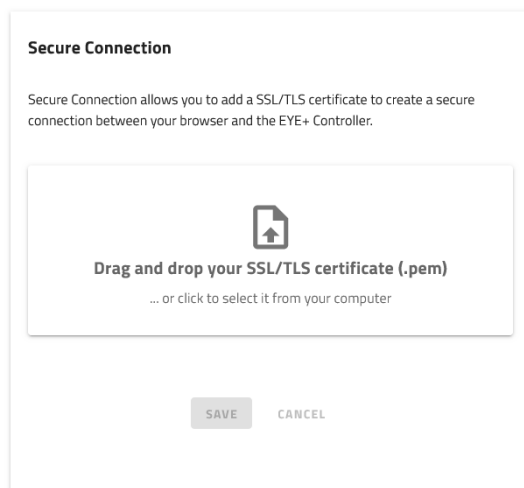 Secure Connection
Secure Connection allows you to add a SSL/TLS certificate to create a secure
connection between your browser and the EYE+ Controller.
Drag and drop your SSL/TLS certificate (.pem)
... or click to select it from your computer
SAVE CANCEL